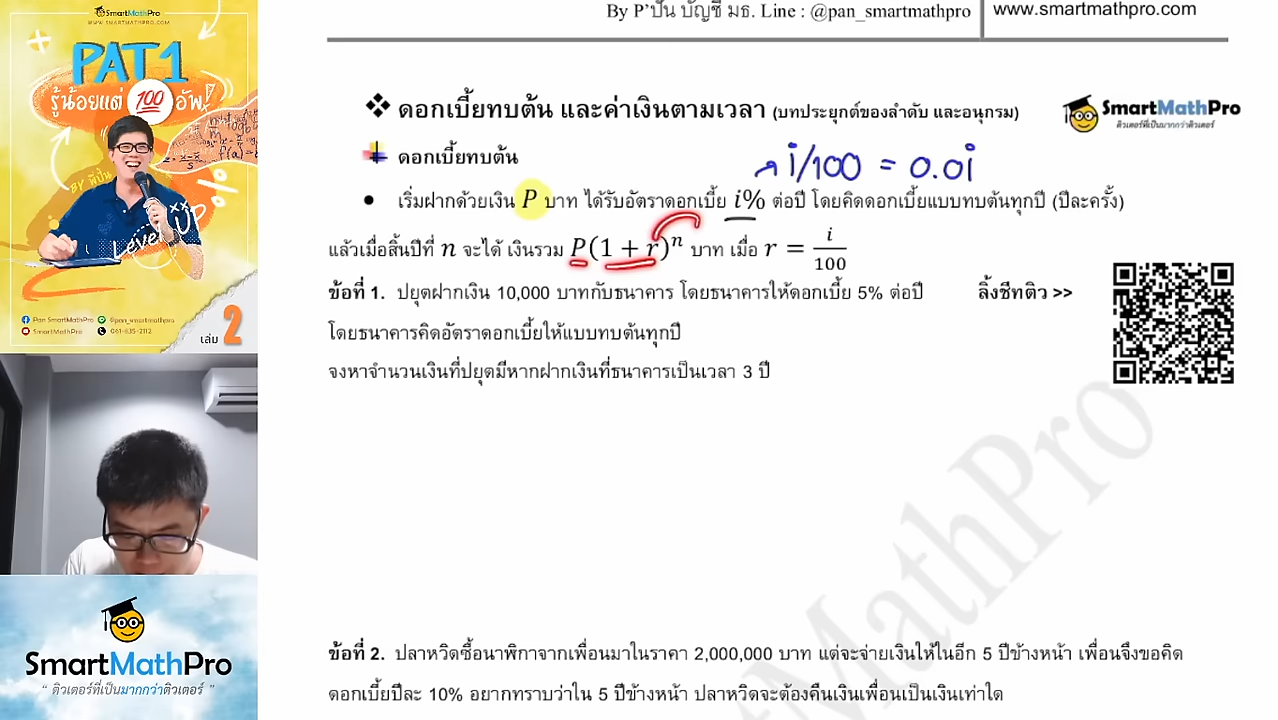 SmartMathPro
WWW.SMARTMATHPRO.COM
PAT 1
รู้น้อยแต่ 100 อัพ!
BY พี่ปั้น
Level UP
Pan SmartMathPro
@pan_smartmathpro
SmartMathPro
061-635-2112
เล่ม 2
SmartMathPro
“ ติวเตอร์ที่เป็นมากกว่าติวเตอร์ ”
By P’ปั้น บัญชี มธ. Line : @pan_smartmathpro
www.smartmathpro.com
❖ ดอกเบี้ยทบต้น และค่าเงินตามเวลา (บทประยุกต์ของลำดับ และอนุกรม)
SmartMathPro
ติวเตอร์ที่เป็นมากกว่าติวเตอร์
ดอกเบี้ยทบต้น
i/100 = 0.0i
• เริ่มฝากด้วยเงิน P บาท ได้รับอัตราดอกเบี้ย i% ต่อปี โดยคิดดอกเบี้ยแบบทบต้นทุกปี (ปีละครั้ง)
แล้วเมื่อสิ้นปีที่ n จะได้ เงินรวม P(1 + r)^n บาท เมื่อ r = i/100
ข้อที่ 1. ปยุตฝากเงิน 10,000 บาทกับธนาคาร โดยธนาคารให้ดอกเบี้ย 5% ต่อปี
ลิ้งชีทติว >>
โดยธนาคารคิดอัตราดอกเบี้ยให้แบบทบต้นทุกปี
จงหาจำนวนเงินที่ปยุตมีหากฝากเงินที่ธนาคารเป็นเวลา 3 ปี
MathPro
ข้อที่ 2. ปลาหวิดซื้อนาฬิกาจากเพื่อนมาในราคา 2,000,000 บาท แต่จะจ่ายเงินให้ในอีก 5 ปีข้างหน้า เพื่อนจึงขอคิด
ดอกเบี้ยปีละ 10% อยากทราบว่าใน 5 ปีข้างหน้า ปลาหวิดจะต้องคืนเงินเพื่อนเป็นเงินเท่าใด